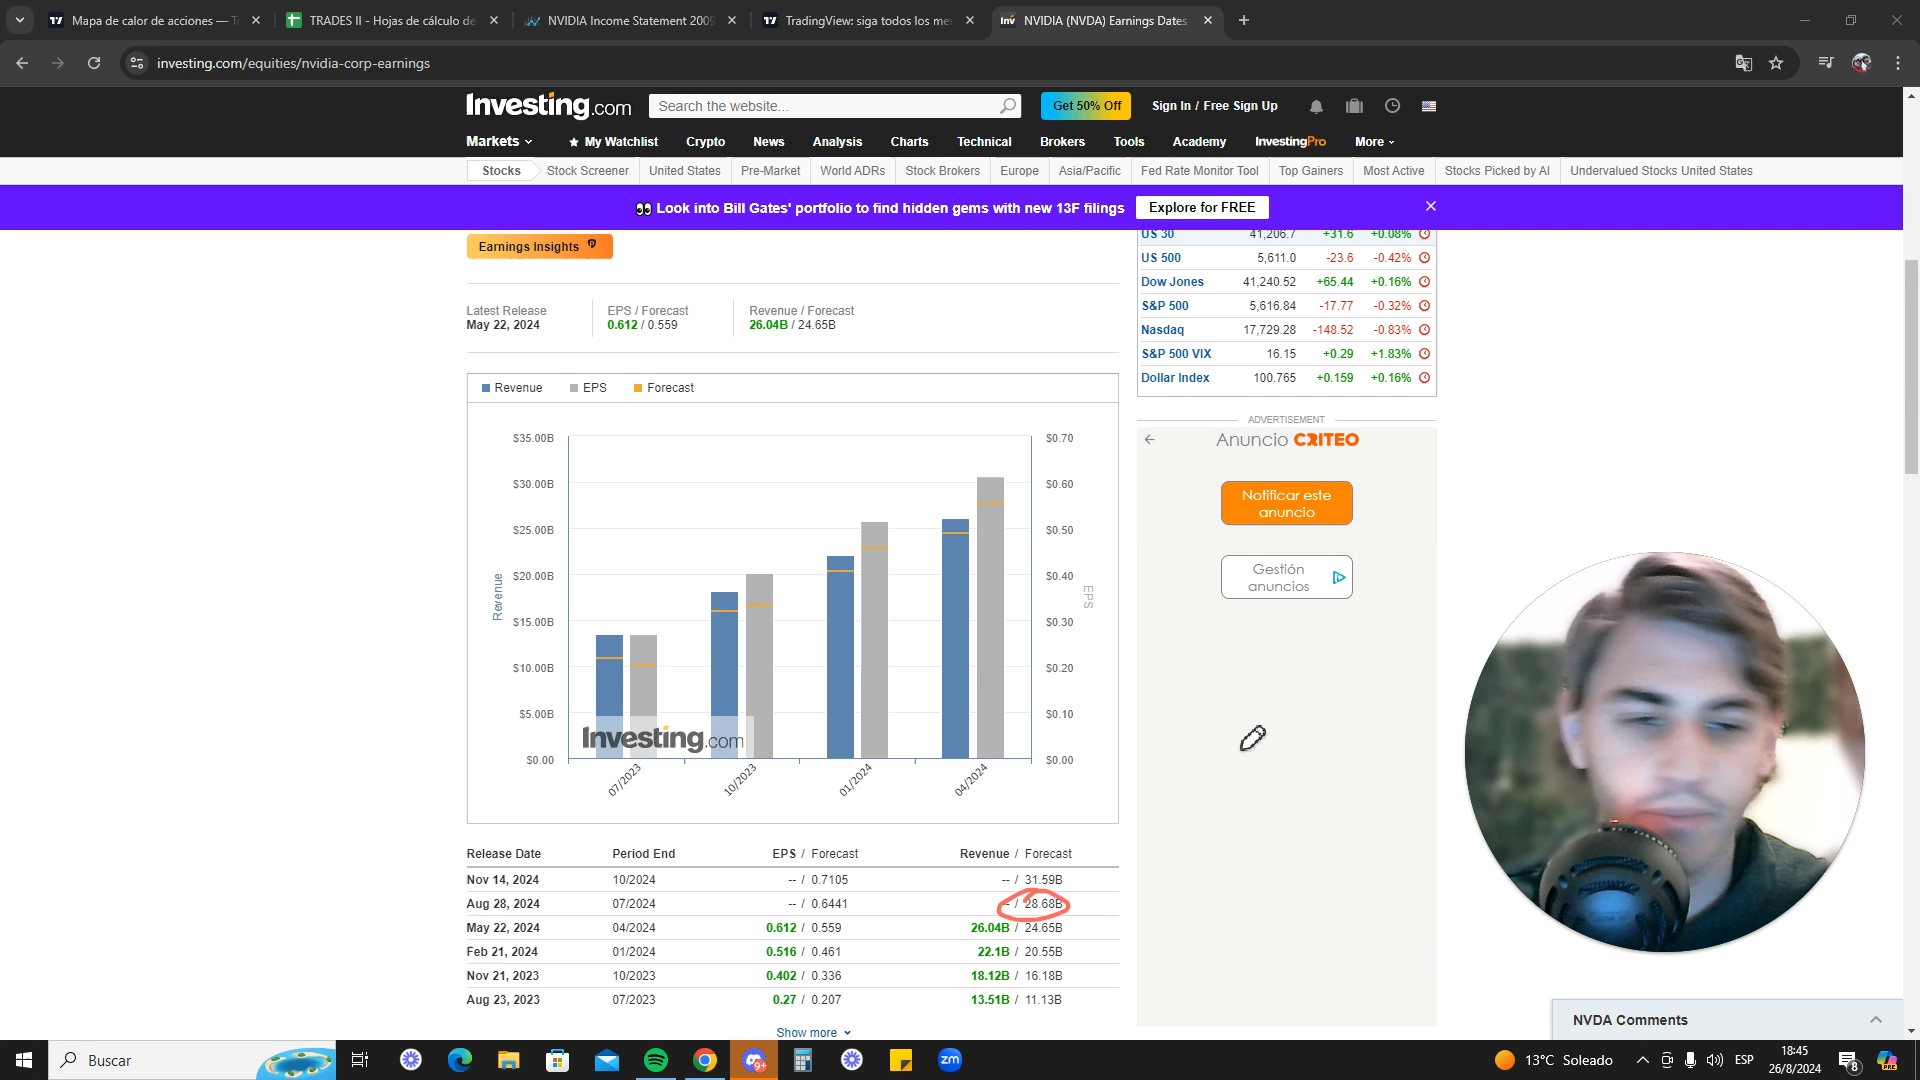 Mapa de calor de acciones — T
TRADES II - Hojas de cálculo de
NVIDIA Income Statement 2009
TradingView: siga todos los me
NVIDIA (NVDA) Earnings Dates
investing.com/equities/nvidia-corp-earnings
Investing.com
Search the website...
Get 50% Off
Sign In / Free Sign Up
Markets
My Watchlist
Crypto
News
Analysis
Charts
Technical
Brokers
Tools
Academy
InvestingPro
More
Stocks
Stock Screener
United States
Pre-Market
World ADRs
Stock Brokers
Europe
Asia/Pacific
Fed Rate Monitor Tool
Top Gainers
Most Active
Stocks Picked by AI
Undervalued Stocks United States
Look into Bill Gates' portfolio to find hidden gems with new 13F filings
Explore for FREE
Earnings Insights
Latest Release
May 22, 2024
EPS / Forecast
0.612 / 0.559
Revenue / Forecast
26.04B / 24.65B
US 30 41,206.7 +31.6 +0.08%
US 500 5,611.0 -23.6 -0.42%
Dow Jones 41,240.52 +65.44 +0.16%
S&P 500 5,616.84 -17.77 -0.32%
Nasdaq 17,729.28 -148.52 -0.83%
S&P 500 VIX 16.15 +0.29 +1.83%
Dollar Index 100.765 +0.159 +0.16%
Revenue EPS Forecast
$35.00B $0.70
$30.00B $0.60
$25.00B $0.50
$20.00B $0.40
$15.00B $0.30
$10.00B $0.20
$5.00B $0.10
$0.00 $0.00
Revenue
EPS
Investing.com
07/2023 10/2023 01/2024 04/2024
ADVERTISEMENT
Anuncio CRITEO
Notificar este
anuncio
Gestión
anuncios
Release Date Period End EPS / Forecast Revenue / Forecast
Nov 14, 2024 10/2024 -- / 0.7105 -- / 31.59B
Aug 28, 2024 07/2024 -- / 0.6441 -- / 28.68B
May 22, 2024 04/2024 0.612 / 0.559 26.04B / 24.65B
Feb 21, 2024 01/2024 0.516 / 0.461 22.1B / 20.55B
Nov 21, 2023 10/2023 0.402 / 0.336 18.12B / 16.18B
Aug 23, 2023 07/2023 0.27 / 0.207 13.51B / 11.13B
Show more
NVDA Comments
Buscar
zm
13°C Soleado
ESP
18:45
26/8/2024
8